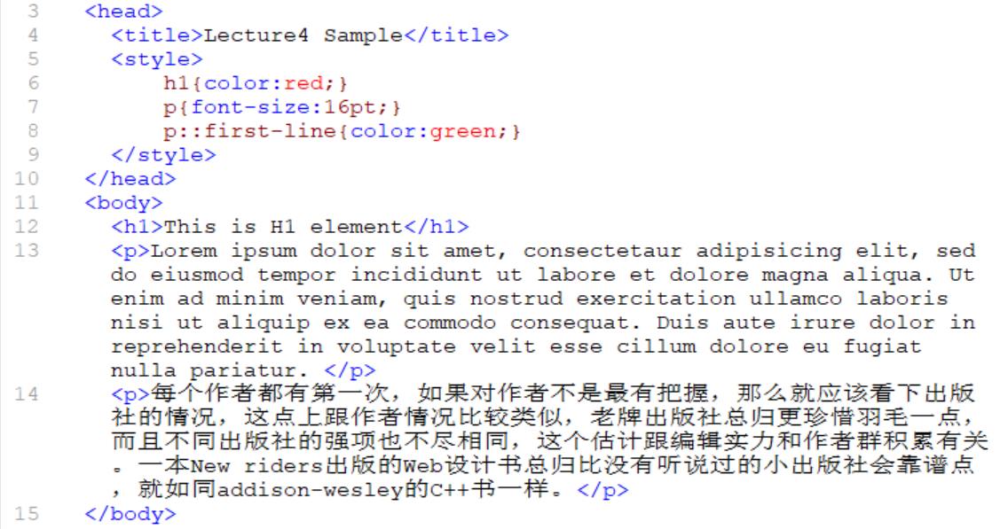 3 <head>
4 <title>Lecture4 Sample</title>
5 <style>
6 h1{color:red;}
7 p{font-size:16pt;}
8 p::first-line{color:green;}
9 </style>
10 </head>
11 <body>
12 <h1>This is H1 element</h1>
13 <p>Lorem ipsum dolor sit amet, consectetaur adipisicing elit, sed
do eiusmod tempor incididunt ut labore et dolore magna aliqua. Ut
enim ad minim veniam, quis nostrud exercitation ullamco laboris
nisi ut aliquip ex ea commodo consequat. Duis aute irure dolor in
reprehenderit in voluptate velit esse cillum dolore eu fugiat
nulla pariatur. </p>
14 <p>每个作者都有第一次，如果对作者不是最有把握，那么就应该看下出版
社的情况，这点上跟作者情况比较类似，老牌出版社总归更珍惜羽毛一点，
而且不同出版社的强项也不尽相同，这个估计跟编辑实力和作者群积累有关
。一本New riders出版的Web设计书总归比没有听说过的小出版社会靠谱点
，就如同addison-wesley的C++书一样。</p>
15 </body>